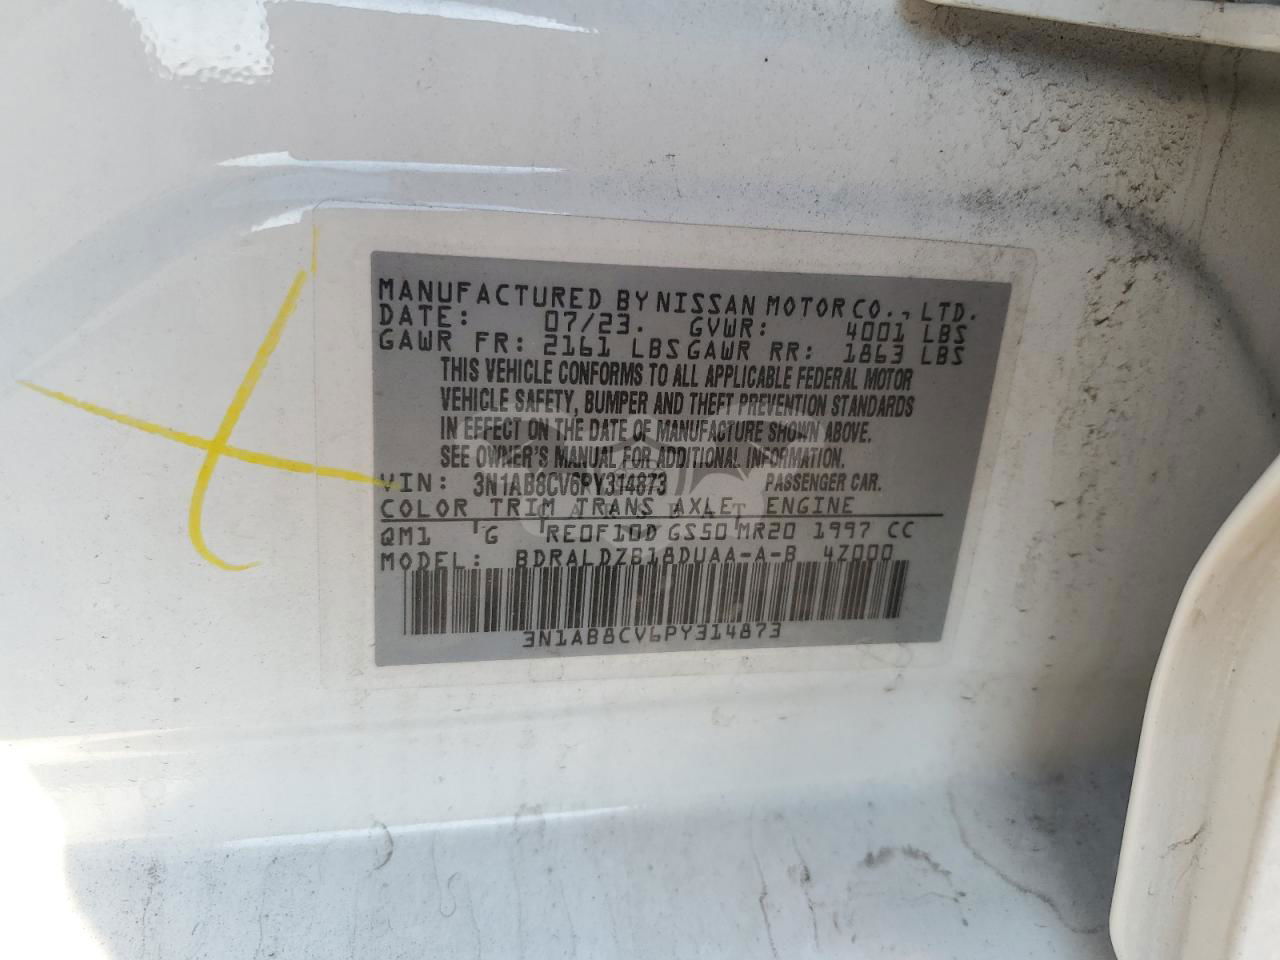 MANUFACTURED BY NISSAN MOTOR CO., LTD.
DATE: 07/23. GVWR: 4001 LBS
GAWR FR: 2161 LBS GAWR RR: 1863 LBS
THIS VEHICLE CONFORMS TO ALL APPLICABLE FEDERAL MOTOR
VEHICLE SAFETY, BUMPER AND THEFT PREVENTION STANDARDS
IN EFFECT ON THE DATE OF MANUFACTURE SHOWN ABOVE.
SEE OWNER'S MANUAL FOR ADDITIONAL INFORMATION.
VIN: 3N1AB8CV6PY314873 PASSENGER CAR.
COLOR TRIM TRANS AXLE ENGINE
QM1 G RE0F10D GS50 MR20 1997 CC
MODEL: BDRALDZB18DUAA-A-B 4Z000
3N1AB8CV6PY314873